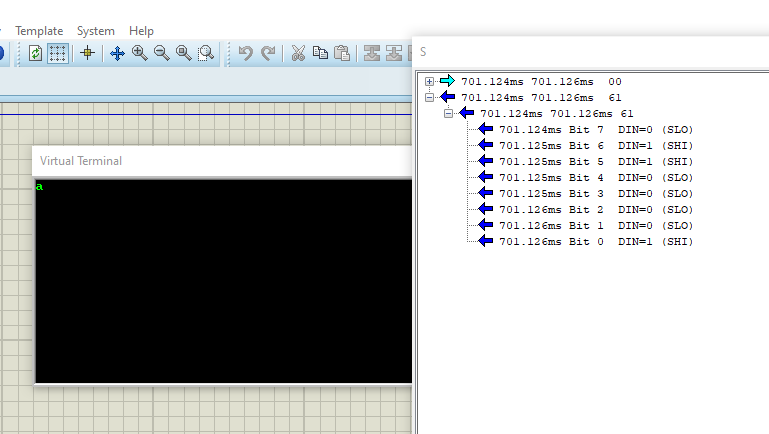 Template System Help
S
701.124ms 701.126ms 00
701.124ms 701.126ms 61
701.124ms 701.126ms 61
701.124ms Bit 7 DIN=0 (SLO)
701.125ms Bit 6 DIN=1 (SHI)
701.125ms Bit 5 DIN=1 (SHI)
701.125ms Bit 4 DIN=0 (SLO)
701.125ms Bit 3 DIN=0 (SLO)
701.126ms Bit 2 DIN=0 (SLO)
701.126ms Bit 1 DIN=0 (SLO)
701.126ms Bit 0 DIN=1 (SHI)
Virtual Terminal
a